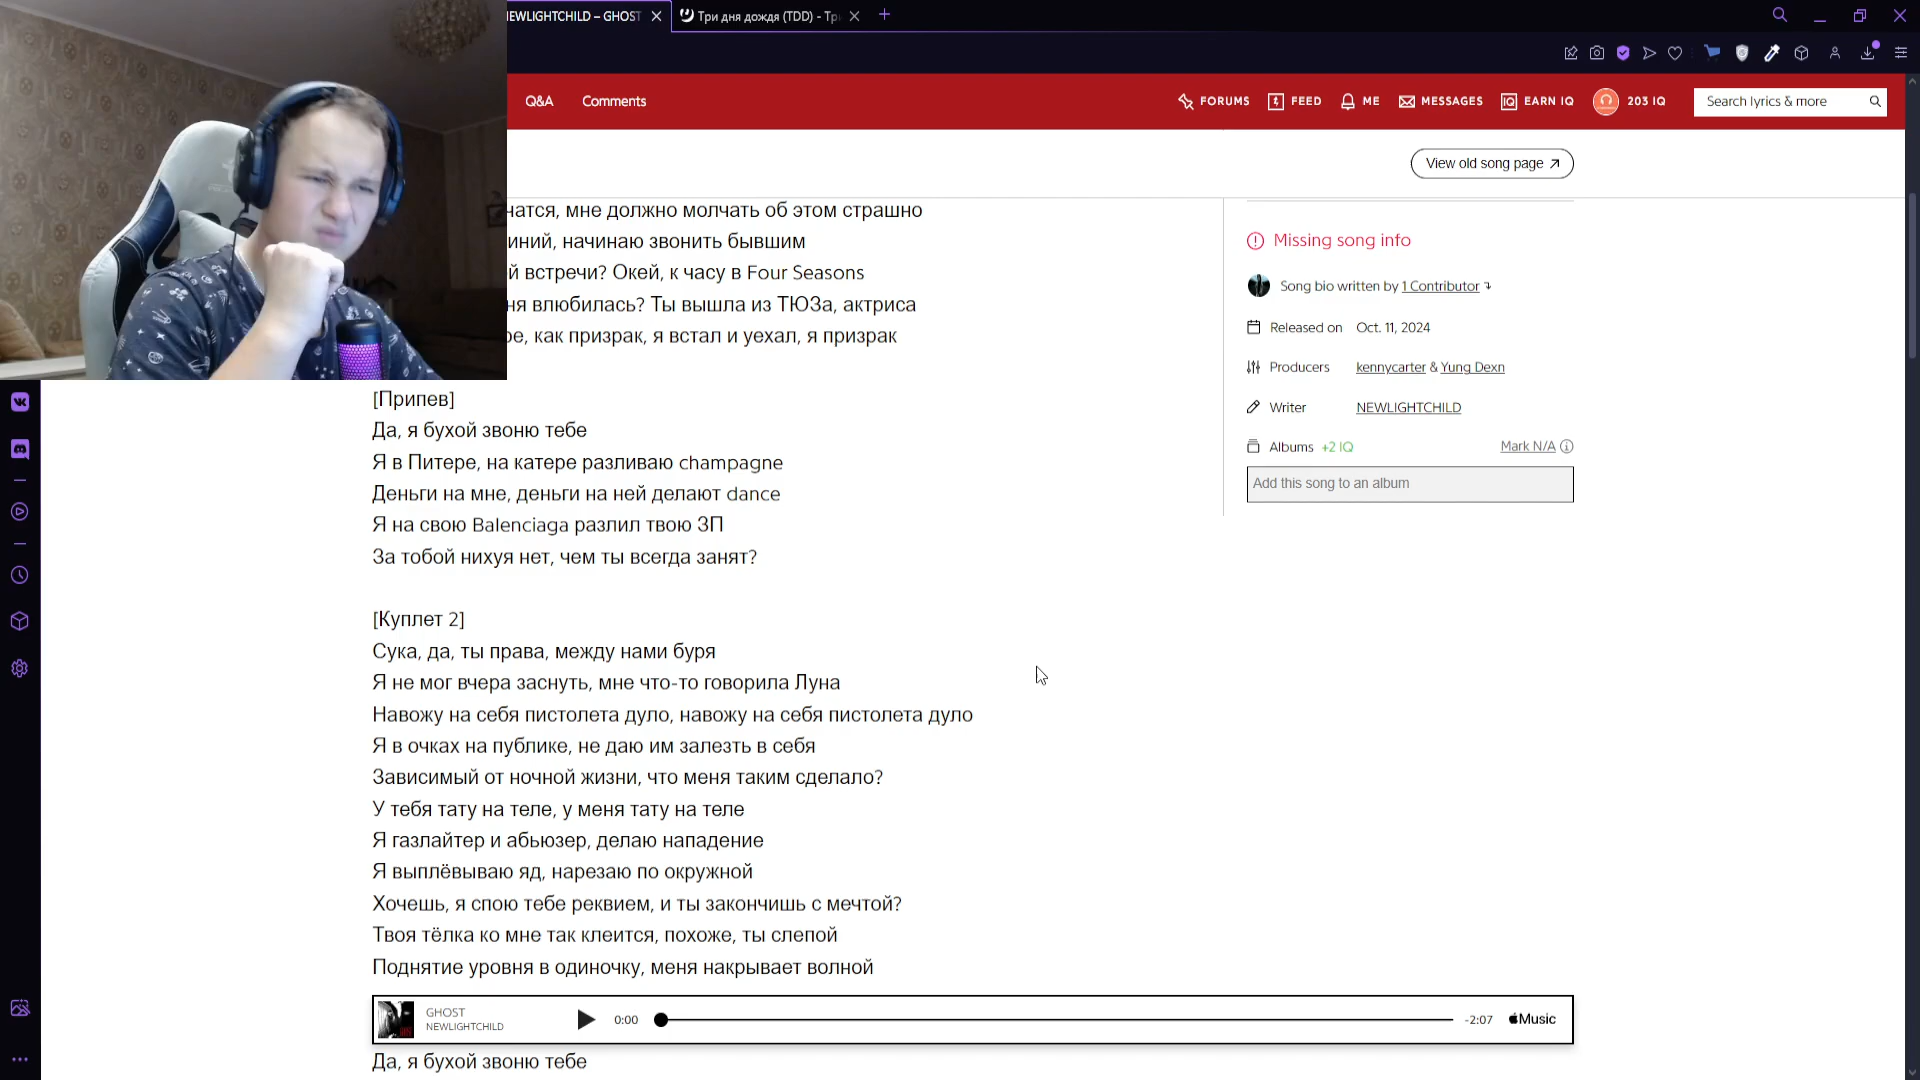 EWLIGHTCHILD – GHOST
Три дня дождя (TDD) - Тр
Q&A
Comments
FORUMS
FEED
ME
MESSAGES
EARN IQ
203 IQ
Search lyrics & more
View old song page
чатся, мне должно молчать об этом страшно
иний, начинаю звонить бывшим
й встречи? Окей, к часу в Four Seasons
ня влюбилась? Ты вышла из ТЮЗа, актриса
ре, как призрак, я встал и уехал, я призрак
[Припев]
Да, я бухой звоню тебе
Я в Питере, на катере разливаю champagne
Деньги на мне, деньги на ней делают dance
Я на свою Balenciaga разлил твою ЗП
За тобой нихуя нет, чем ты всегда занят?
[Куплет 2]
Сука, да, ты права, между нами буря
Я не мог вчера заснуть, мне что-то говорила Луна
Навожу на себя пистолета дуло, навожу на себя пистолета дуло
Я в очках на публике, не даю им залезть в себя
Зависимый от ночной жизни, что меня таким сделало?
У тебя тату на теле, у меня тату на теле
Я газлайтер и абьюзер, делаю нападение
Я выплёвываю яд, нарезаю по окружной
Хочешь, я спою тебе реквием, и ты закончишь с мечтой?
Твоя тёлка ко мне так клеится, похоже, ты слепой
Поднятие уровня в одиночку, меня накрывает волной
Missing song info
Song bio written by 1 Contributor
Released on Oct. 11, 2024
Producers kennycarter & Yung Dexn
Writer NEWLIGHTCHILD
Albums +2 IQ Mark N/A
Add this song to an album
GHOST
NEWLIGHTCHILD
0:00
-2:07
Music
Да, я бухой звоню тебе